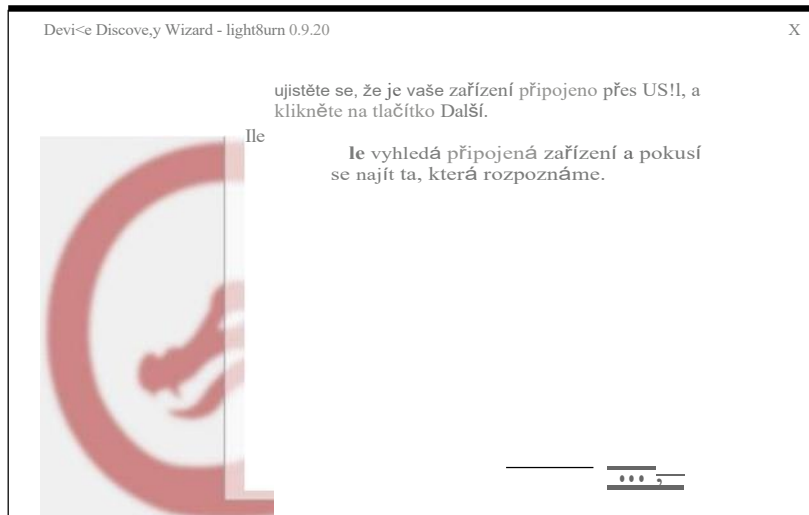 Devi<e Discove,y Wizard - light8urn 0.9.20 X
ujistěte se, že je vaše zařízení připojeno přes US!l, a
klikněte na tlačítko Další.
Ile
le vyhledá připojená zařízení a pokusí
se najít ta, která rozpoznáme.
••• ,